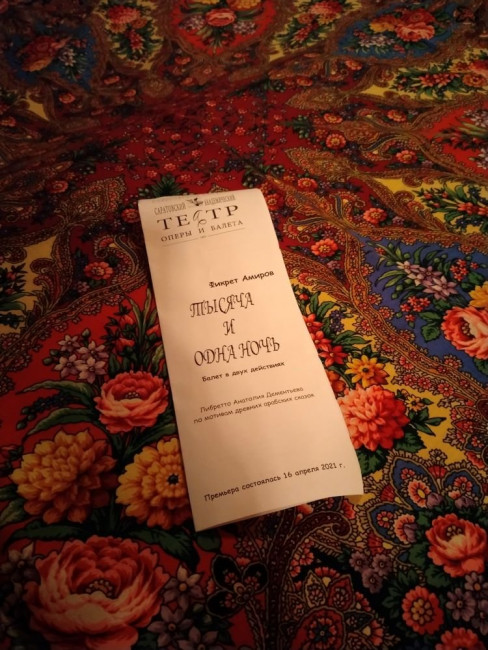 САРАТОВСКИЙ АКАДЕМИЧЕСКИЙ
ТЕАТР
ОПЕРЫ И БАЛЕТА
Фикрет Амиров
ТЫСЯЧА
И
ОДНА НОЧЬ
Балет в двух действиях
Либретто Анатолия Дементьева
по мотивам древних арабских сказок
Премьера состоялась 16 апреля 2021 г.